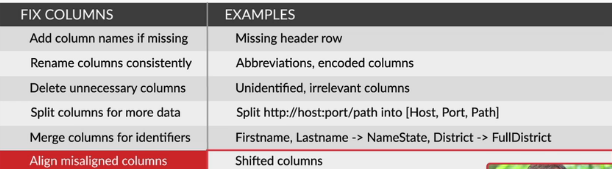 FIX COLUMNS EXAMPLES
Add column names if missing Missing header row
Rename columns consistently Abbreviations, encoded columns
Delete unnecessary columns Unidentified, irrelevant columns
Split columns for more data Split http://host:port/path into [Host, Port, Path]
Merge columns for identifiers Firstname, Lastname -> NameState, District -> FullDistrict
Align misaligned columns Shifted columns